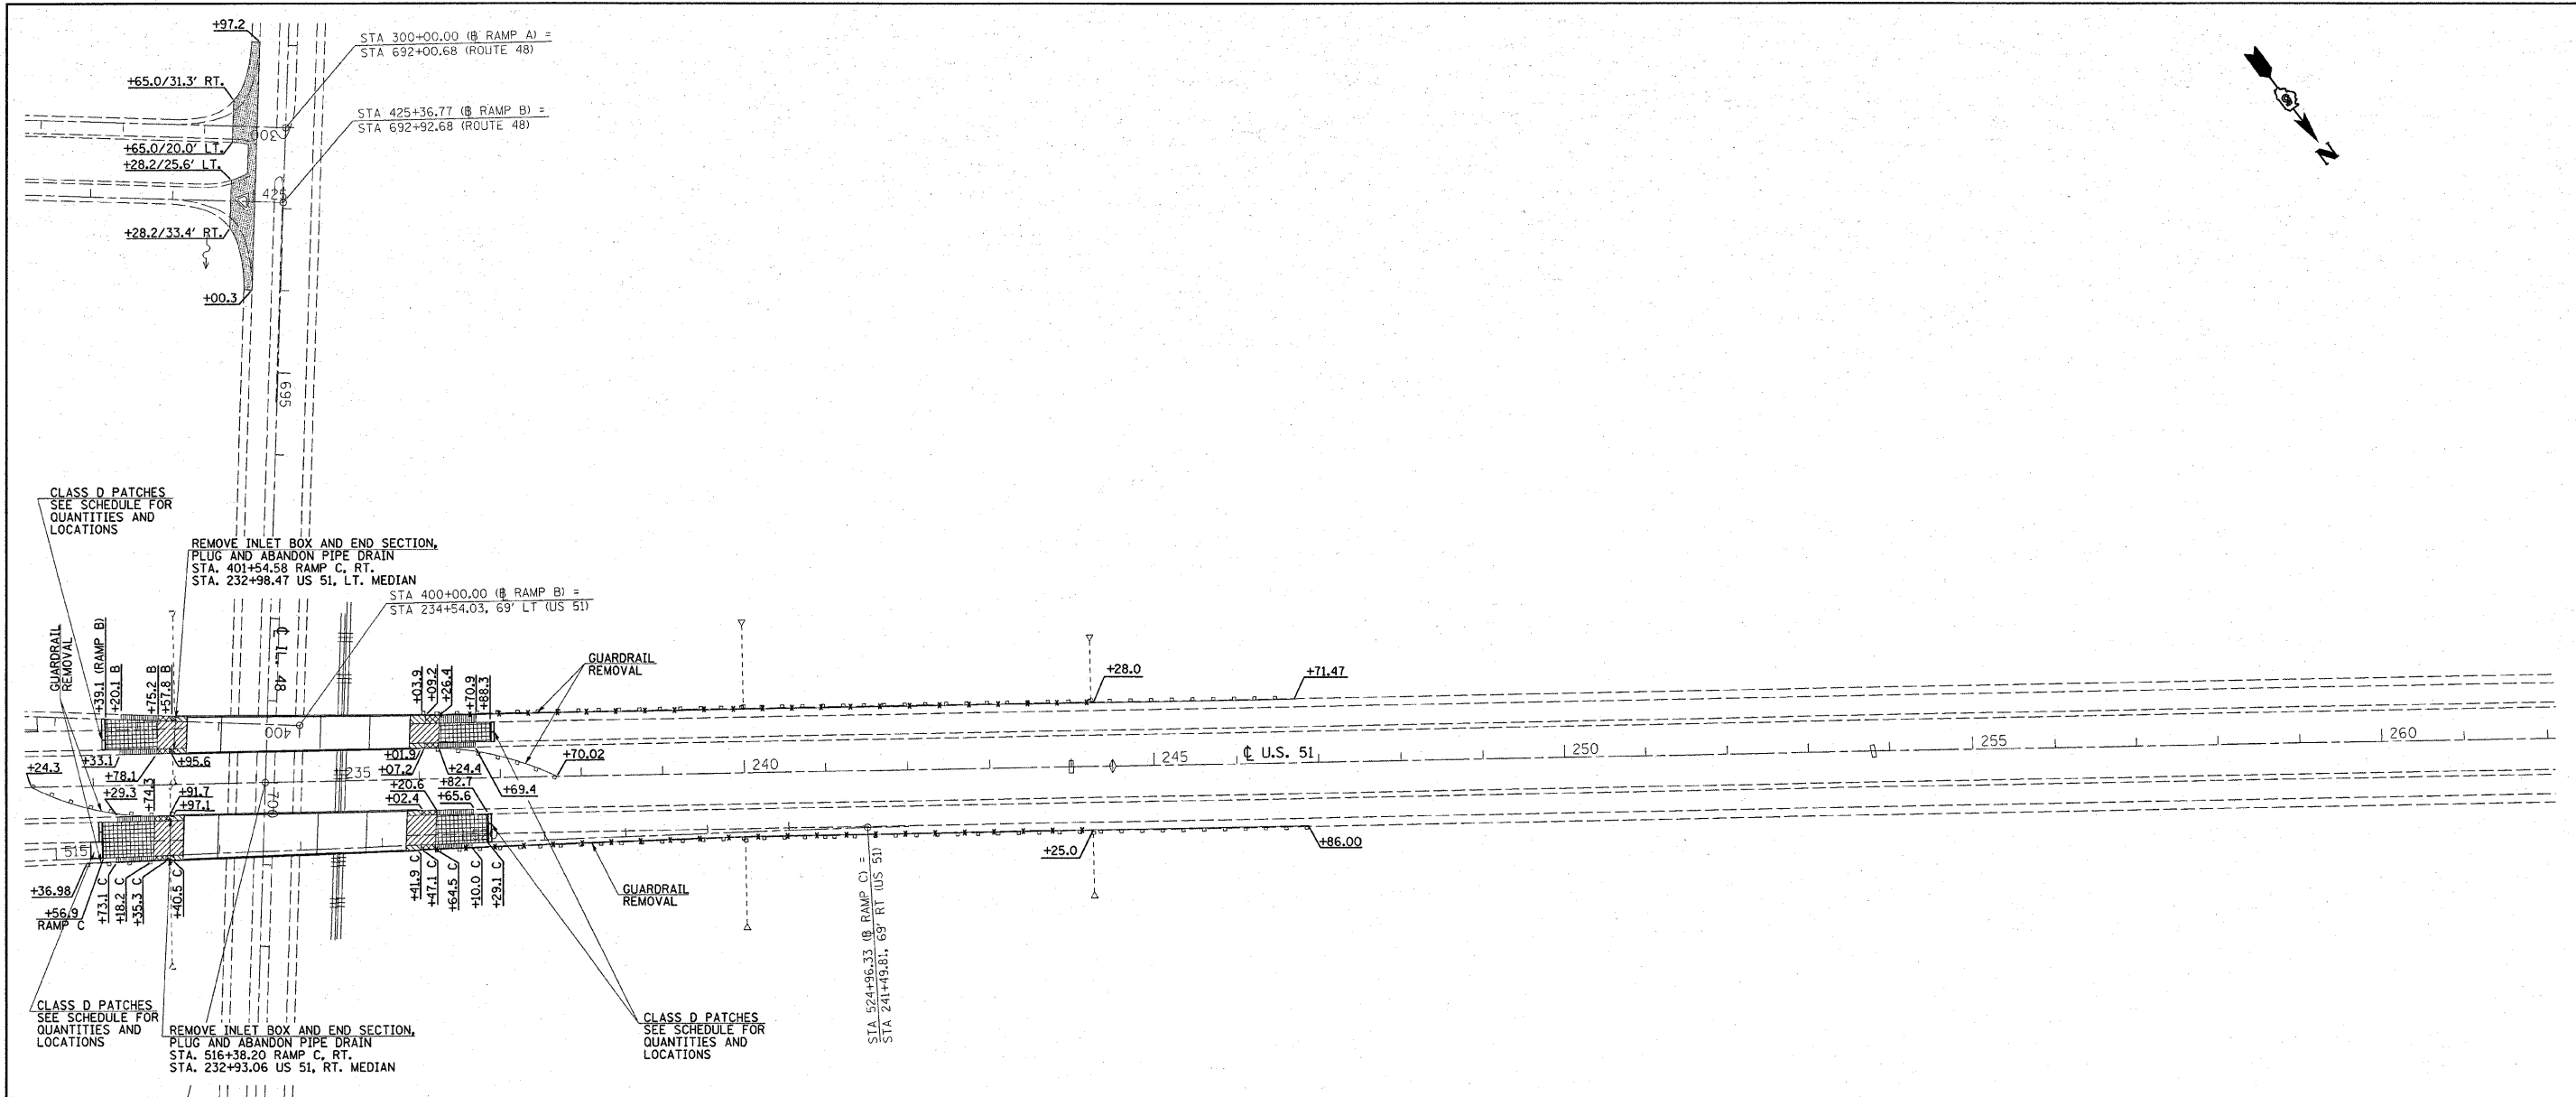 +97.2
STA 300+00.00 (B RAMP A) =
STA 692+00.68 (ROUTE 48)
+65.0/31.3' RT.
STA 425+36.77 (B RAMP B) =
STA 692+92.68 (ROUTE 48)
300
+65.0/20.0' LT.
+28.2/25.6' LT.
425
+28.2/33.4' RT.
+00.3
695
N
CLASS D PATCHES
SEE SCHEDULE FOR
QUANTITIES AND
LOCATIONS
REMOVE INLET BOX AND END SECTION,
PLUG AND ABANDON PIPE DRAIN
STA. 401+54.58 RAMP C, RT.
STA. 232+98.47 US 51, LT. MEDIAN
STA 400+00.00 (B RAMP B) =
STA 234+54.03, 69' LT (US 51)
GUARDRAIL
REMOVAL
+39.1 (RAMP B)
+20.1 B
+75.2 B
+57.8 B
℄ IL. 48
+03.9
+09.2
+26.4
+70.9
+88.3
GUARDRAIL
REMOVAL
+28.0
+71.47
400
+33.1
+78.1
+95.6
+01.9
+07.2
+24.4
+70.02
+69.4
235
240
245
℄ U.S. 51
250
255
260
+24.3
+29.3
+74.3
+91.7
+97.1
700
+20.6
+02.4
+82.7
+65.6
515
+36.98
+56.9
RAMP C
+73.1 C
+18.2 C
+35.3 C
+40.5 C
+41.9 C
+47.1 C
+64.5 C
+10.0 C
+29.1 C
GUARDRAIL
REMOVAL
+25.0
+86.00
STA 524+96.33 (B RAMP C) =
STA 241+49.81, 69' RT (US 51)
CLASS D PATCHES
SEE SCHEDULE FOR
QUANTITIES AND
LOCATIONS
REMOVE INLET BOX AND END SECTION,
PLUG AND ABANDON PIPE DRAIN
STA. 516+38.20 RAMP C, RT.
STA. 232+93.06 US 51, RT. MEDIAN
CLASS D PATCHES
SEE SCHEDULE FOR
QUANTITIES AND
LOCATIONS